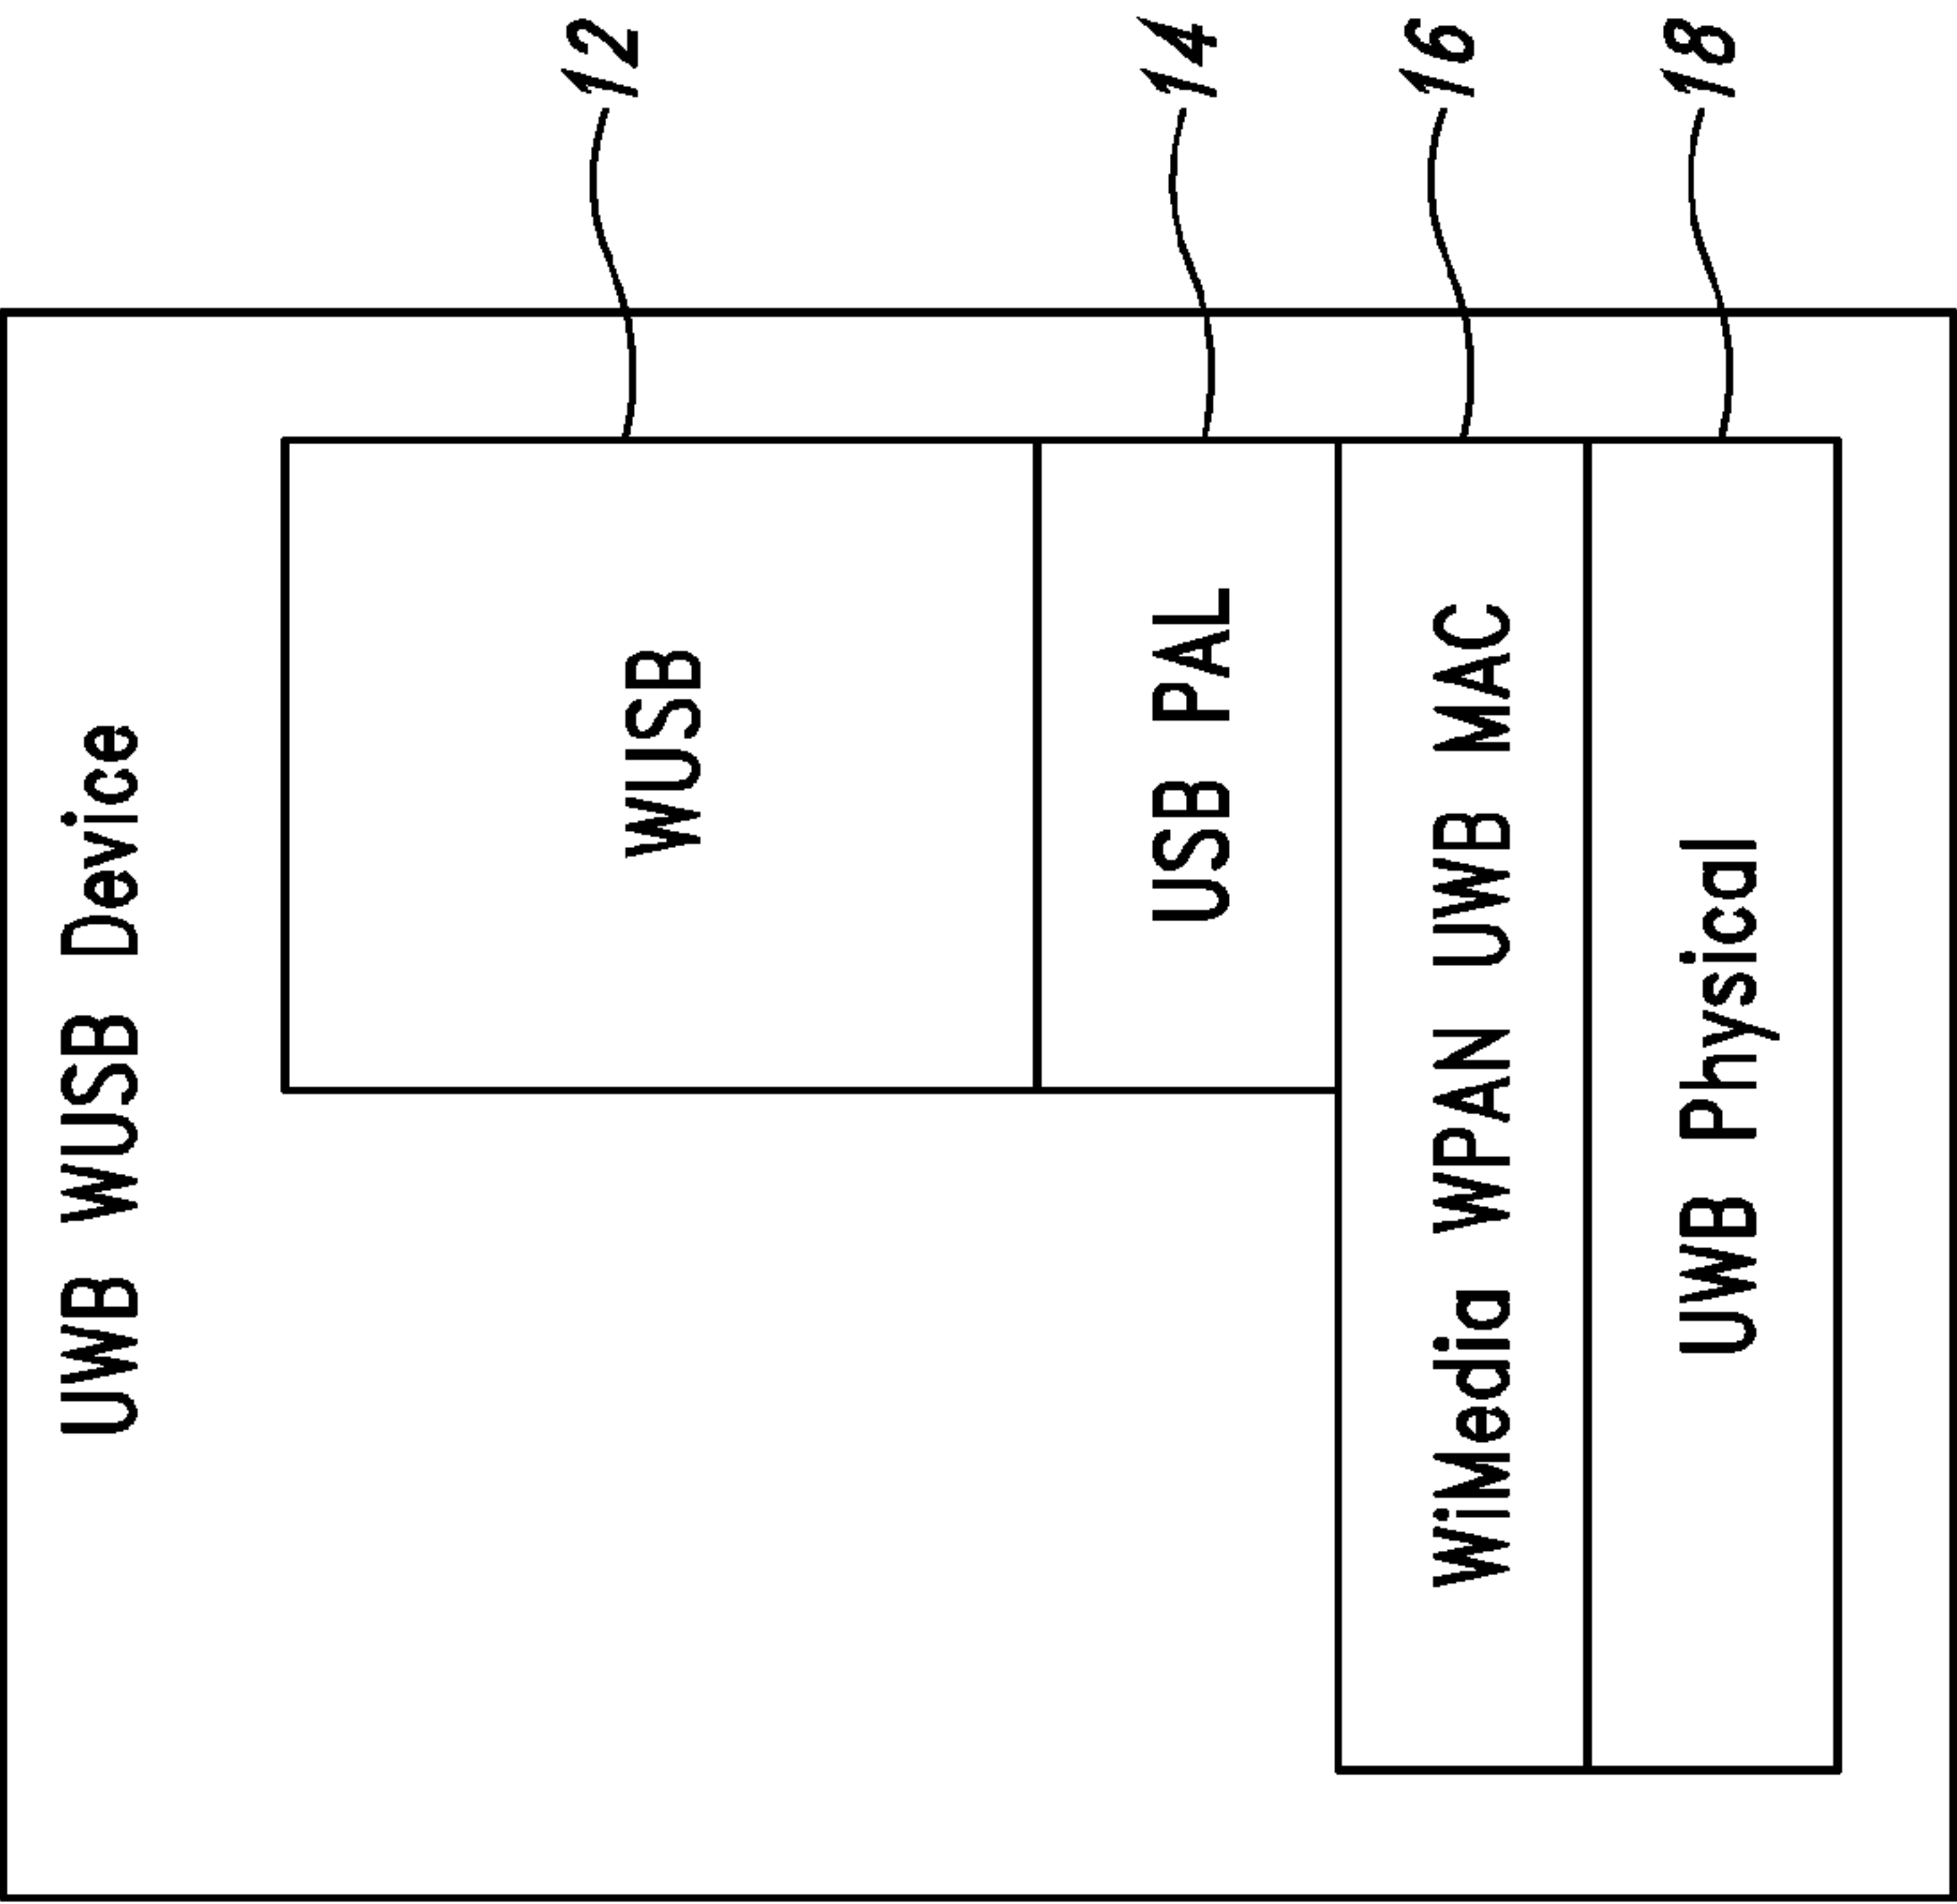 UWB WUSB Device
WUSB
12
USB PAL
14
WiMedia WPAN UWB MAC
16
UWB Physical
18